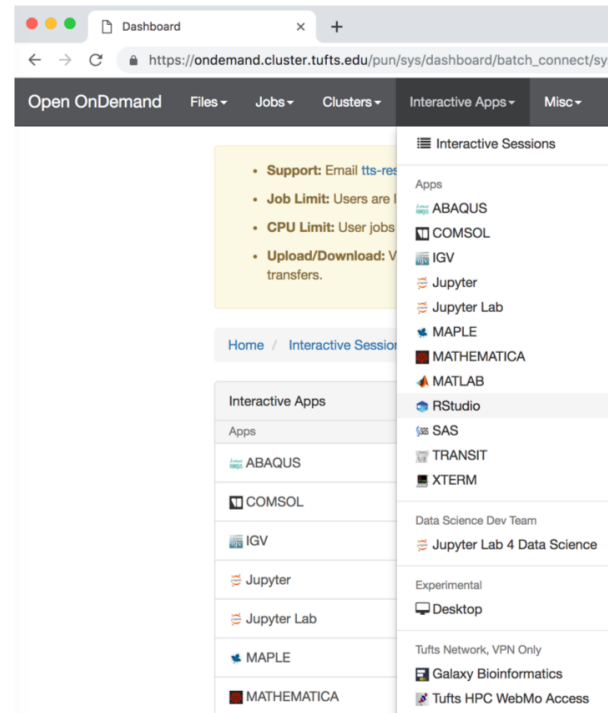 Dashboard
https://ondemand.cluster.tufts.edu/pun/sys/dashboard/batch_connect/sy
Open OnDemand Files Jobs Clusters Interactive Apps Misc
Interactive Sessions
Apps
ABAQUS
COMSOL
IGV
Jupyter
Jupyter Lab
MAPLE
MATHEMATICA
MATLAB
RStudio
SAS
TRANSIT
XTERM
Data Science Dev Team
Jupyter Lab 4 Data Science
Experimental
Desktop
Tufts Network, VPN Only
Galaxy Bioinformatics
Tufts HPC WebMo Access
• Support: Email tts-res
• Job Limit: Users are
• CPU Limit: User jobs
• Upload/Download:
transfers.
Home / Interactive Session
Interactive Apps
Apps
ABAQUS
COMSOL
IGV
Jupyter
Jupyter Lab
MAPLE
MATHEMATICA